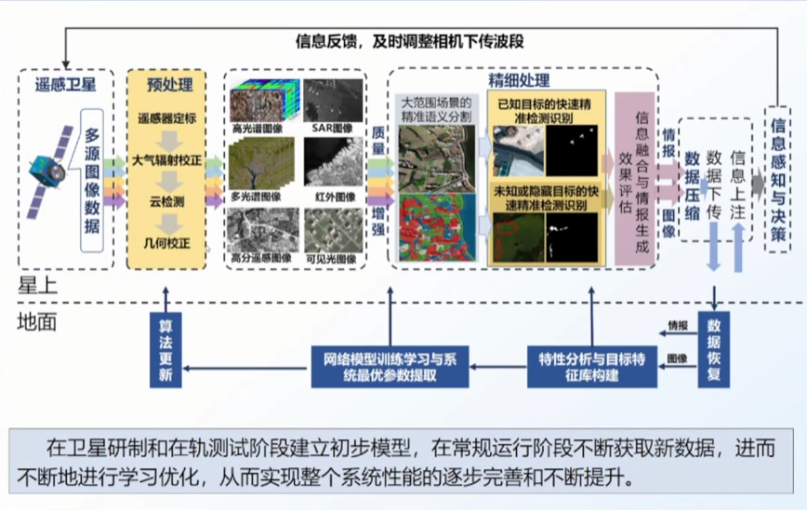 信息反馈，及时调整相机下传波段
遥感卫星
多源图像数据
预处理
遥感器定标
大气辐射校正
云检测
几何校正
高光谱图像
SAR图像
多光谱图像
红外图像
高分遥感图像
可见光图像
质量增强
精细处理
大范围场景的
精准语义分割
已知目标的快速精
准检测识别
未知或隐藏目标的快
速精准检测识别
信息融合与情报生成
效果评估
情报
图像
数据压缩
数据下传
信息上注
信息感知与决策
星上
地面
算法更新
网络模型训练学习与系
统最优参数提取
特性分析与目标特
征库构建
情报
图像
数据恢复
在卫星研制和在轨测试阶段建立初步模型，在常规运行阶段不断获取新数据，进而
不断地进行学习优化，从而实现整个系统性能的逐步完善和不断提升。